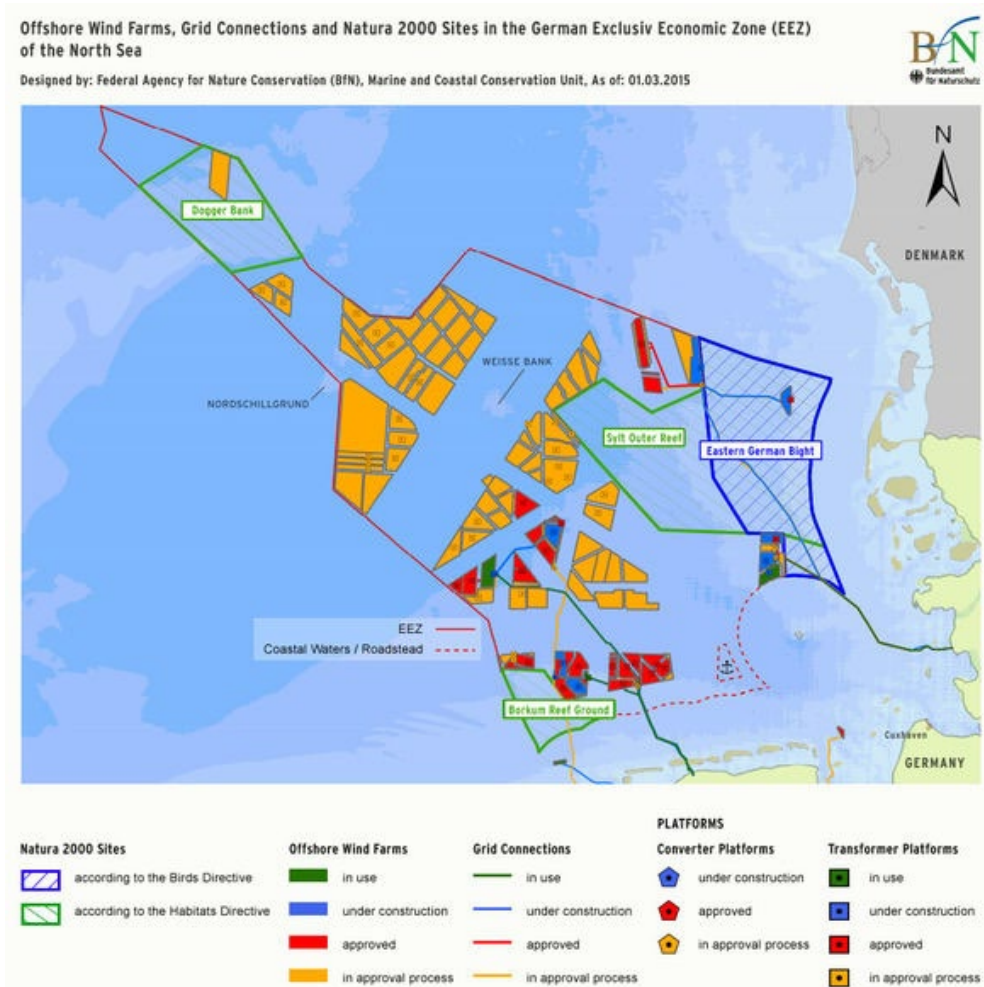 Offshore Wind Farms, Grid Connections and Natura 2000 Sites in the German Exclusiv Economic Zone (EEZ)
of the North Sea
Designed by: Federal Agency for Nature Conservation (BfN), Marine and Coastal Conservation Unit, As of: 01.03.2015
BfN
Bundesamt
für Naturschutz
N
Dogger Bank
DENMARK
WEISSE BANK
NORDSCHILLGRUND
Sylt Outer Reef
Eastern German Bight
EEZ
Coastal Waters / Roadstead
Borkum Reef Ground
Cuxhaven
GERMANY
PLATFORMS
Natura 2000 Sites
Offshore Wind Farms
Grid Connections
Converter Platforms
Transformer Platforms
according to the Birds Directive
in use
in use
under construction
in use
according to the Habitats Directive
under construction
under construction
approved
under construction
approved
approved
in approval process
approved
in approval process
in approval process
in approval process